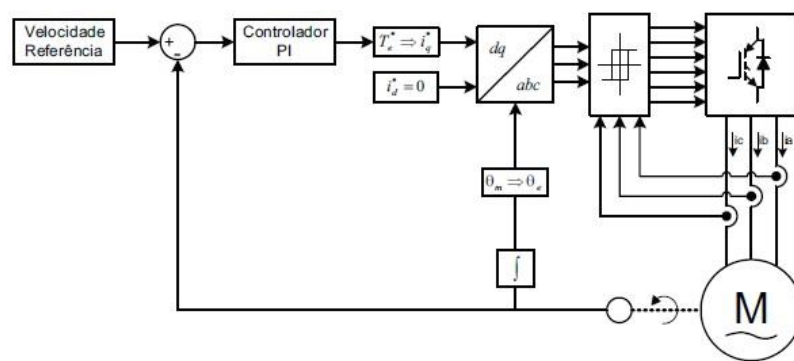 Velocidade
Referência
+
-
Controlador
PI
T*e ⇒ i*q
i*d = 0
dq
abc
θm ⇒ θe
∫
ic
ib
ia
M